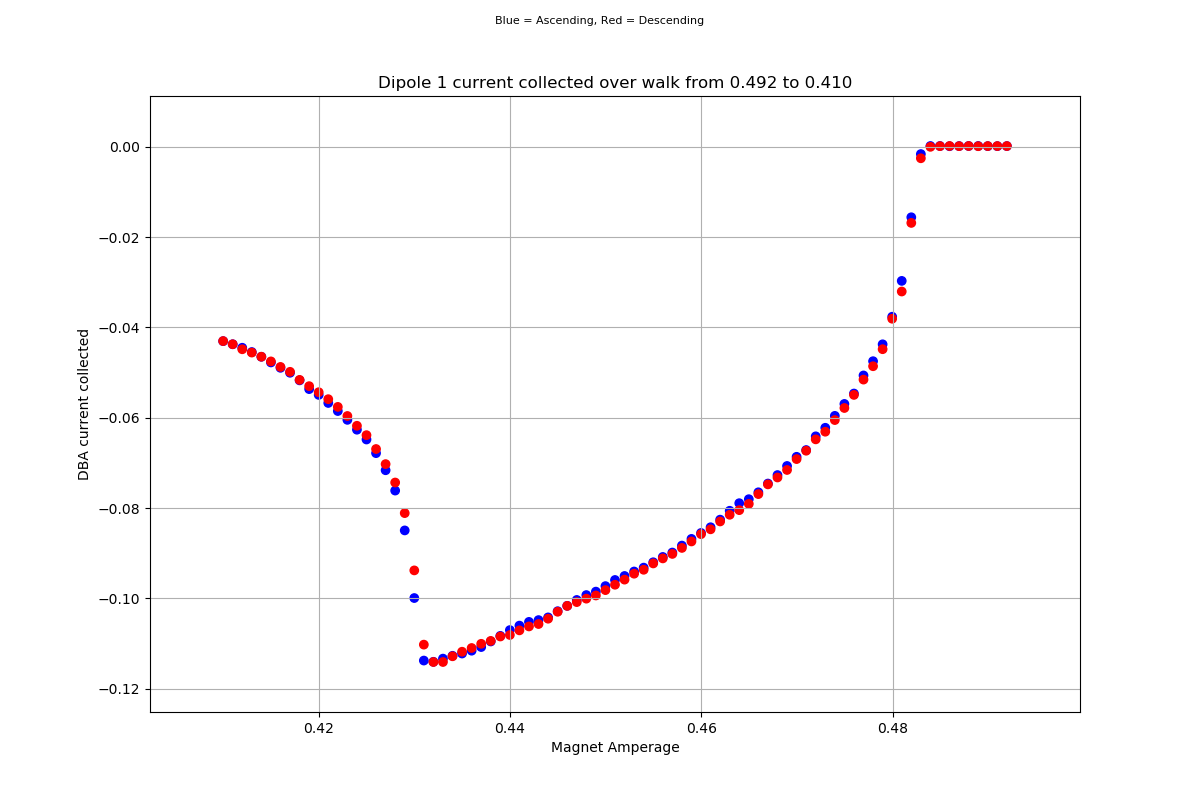 Blue = Ascending, Red = Descending
Dipole 1 current collected over walk from 0.492 to 0.410
0.00
−0.02
−0.04
−0.06
−0.08
−0.10
−0.12
DBA current collected
0.42
0.44
0.46
0.48
Magnet Amperage